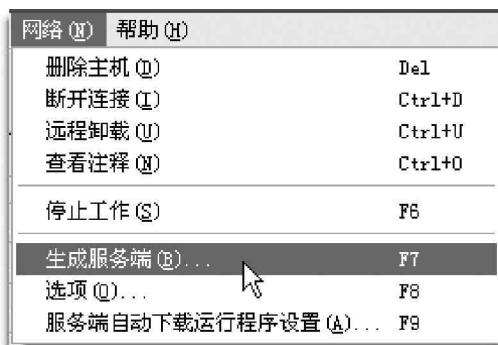 网络(N) 帮助(H)
删除主机(D) Del
断开连接(I) Ctrl+D
远程卸载(U) Ctrl+U
查看注释(N) Ctrl+O
停止工作(S) F6
生成服务端(B)... F7
选项(O)... F8
服务端自动下载运行程序设置(A)... F9